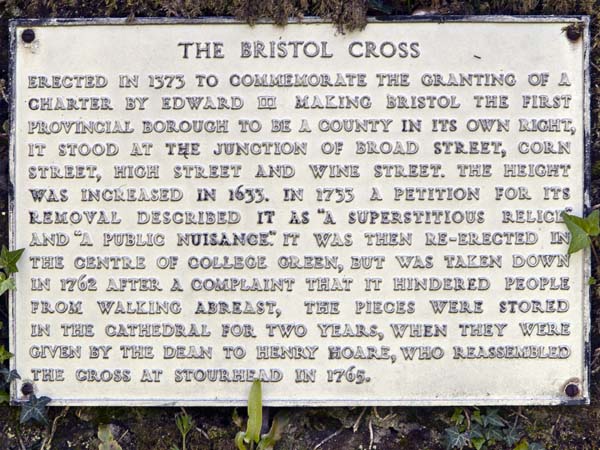 THE BRISTOL CROSS
ERECTED IN 1373 TO COMMEMORATE THE GRANTING OF A
CHARTER BY EDWARD III MAKING BRISTOL THE FIRST
PROVINCIAL BOROUGH TO BE A COUNTY IN ITS OWN RIGHT,
IT STOOD AT THE JUNCTION OF BROAD STREET, CORN
STREET, HIGH STREET AND WINE STREET. THE HEIGHT
WAS INCREASED IN 1633. IN 1733 A PETITION FOR ITS
REMOVAL DESCRIBED IT AS "A SUPERSTITIOUS RELICK"
AND "A PUBLIC NUISANCE." IT WAS THEN RE-ERECTED IN
THE CENTRE OF COLLEGE GREEN, BUT WAS TAKEN DOWN
IN 1762 AFTER A COMPLAINT THAT IT HINDERED PEOPLE
FROM WALKING ABREAST, THE PIECES WERE STORED
IN THE CATHEDRAL FOR TWO YEARS, WHEN THEY WERE
GIVEN BY THE DEAN TO HENRY HOARE, WHO REASSEMBLED
THE CROSS AT STOURHEAD IN 1765.